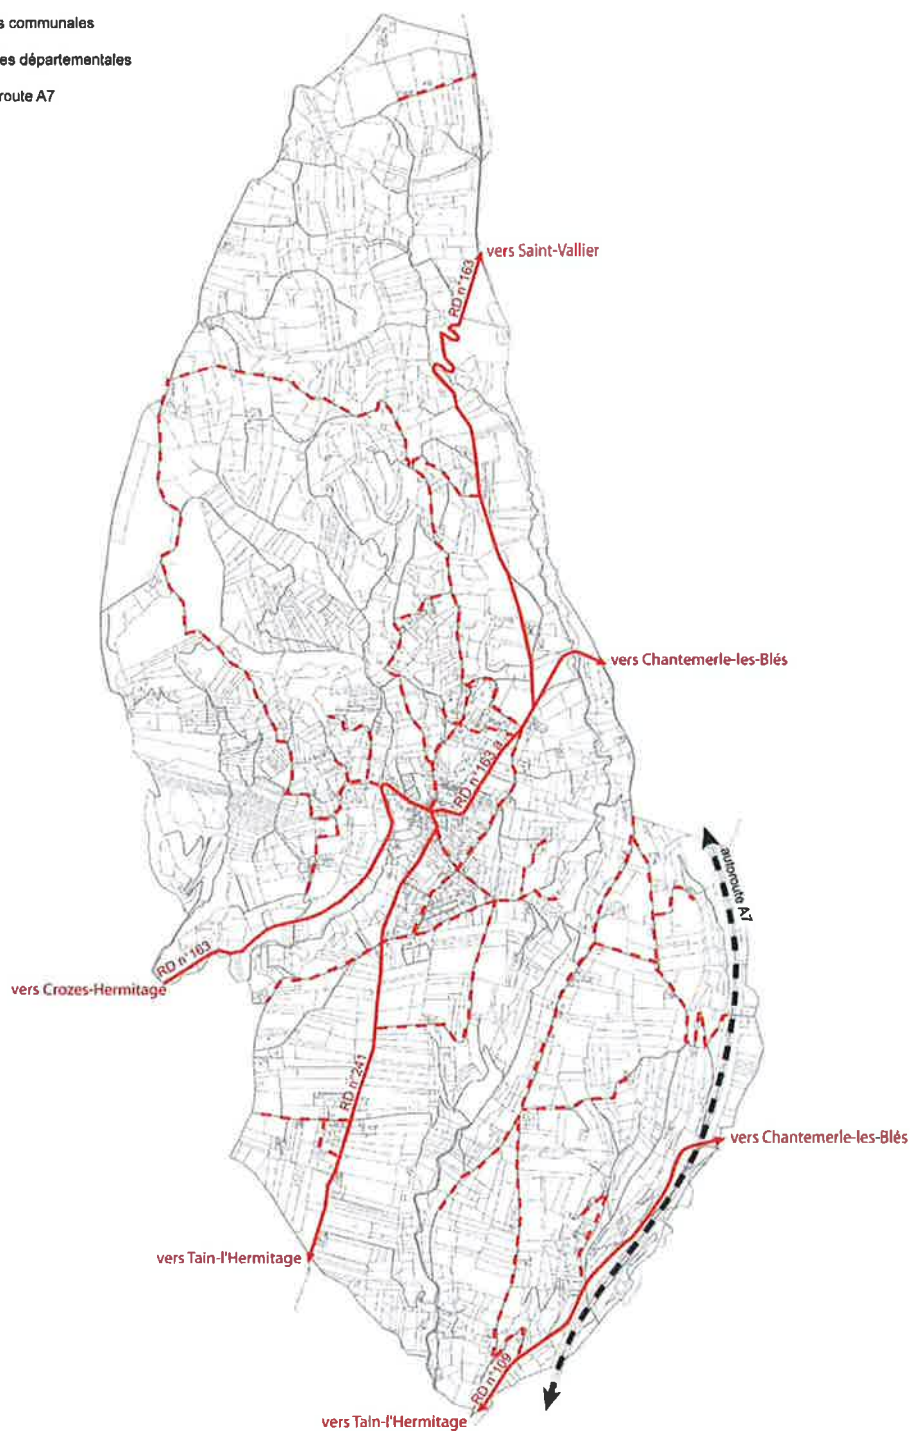 s communales
es départementales
route A7
vers Saint-Vallier
RD n°163
vers Chantemerle-les-Blés
RD n°163 a
autoroute A7
RD n°163
vers Crozes-Hermitage
RD n°241
vers Chantemerle-les-Blés
vers Tain-l'Hermitage
RD n°109
vers Tain-l'Hermitage